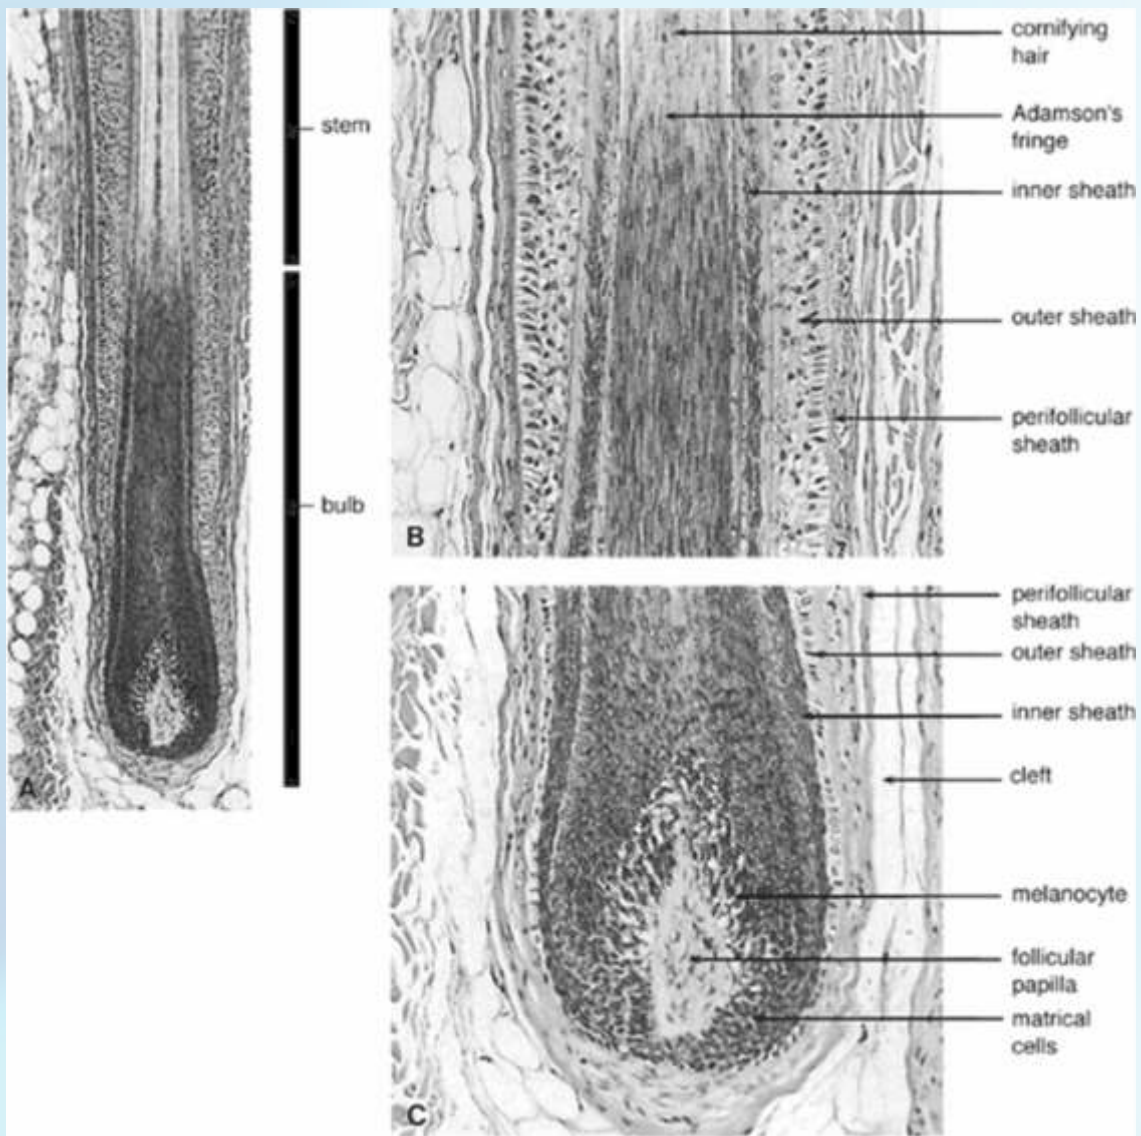 stem
bulb
A
cornifying
hair
Adamson's
fringe
inner sheath
outer sheath
perifollicular
sheath
B
perifollicular
sheath
outer sheath
inner sheath
cleft
melanocyte
follicular
papilla
matrical
cells
C